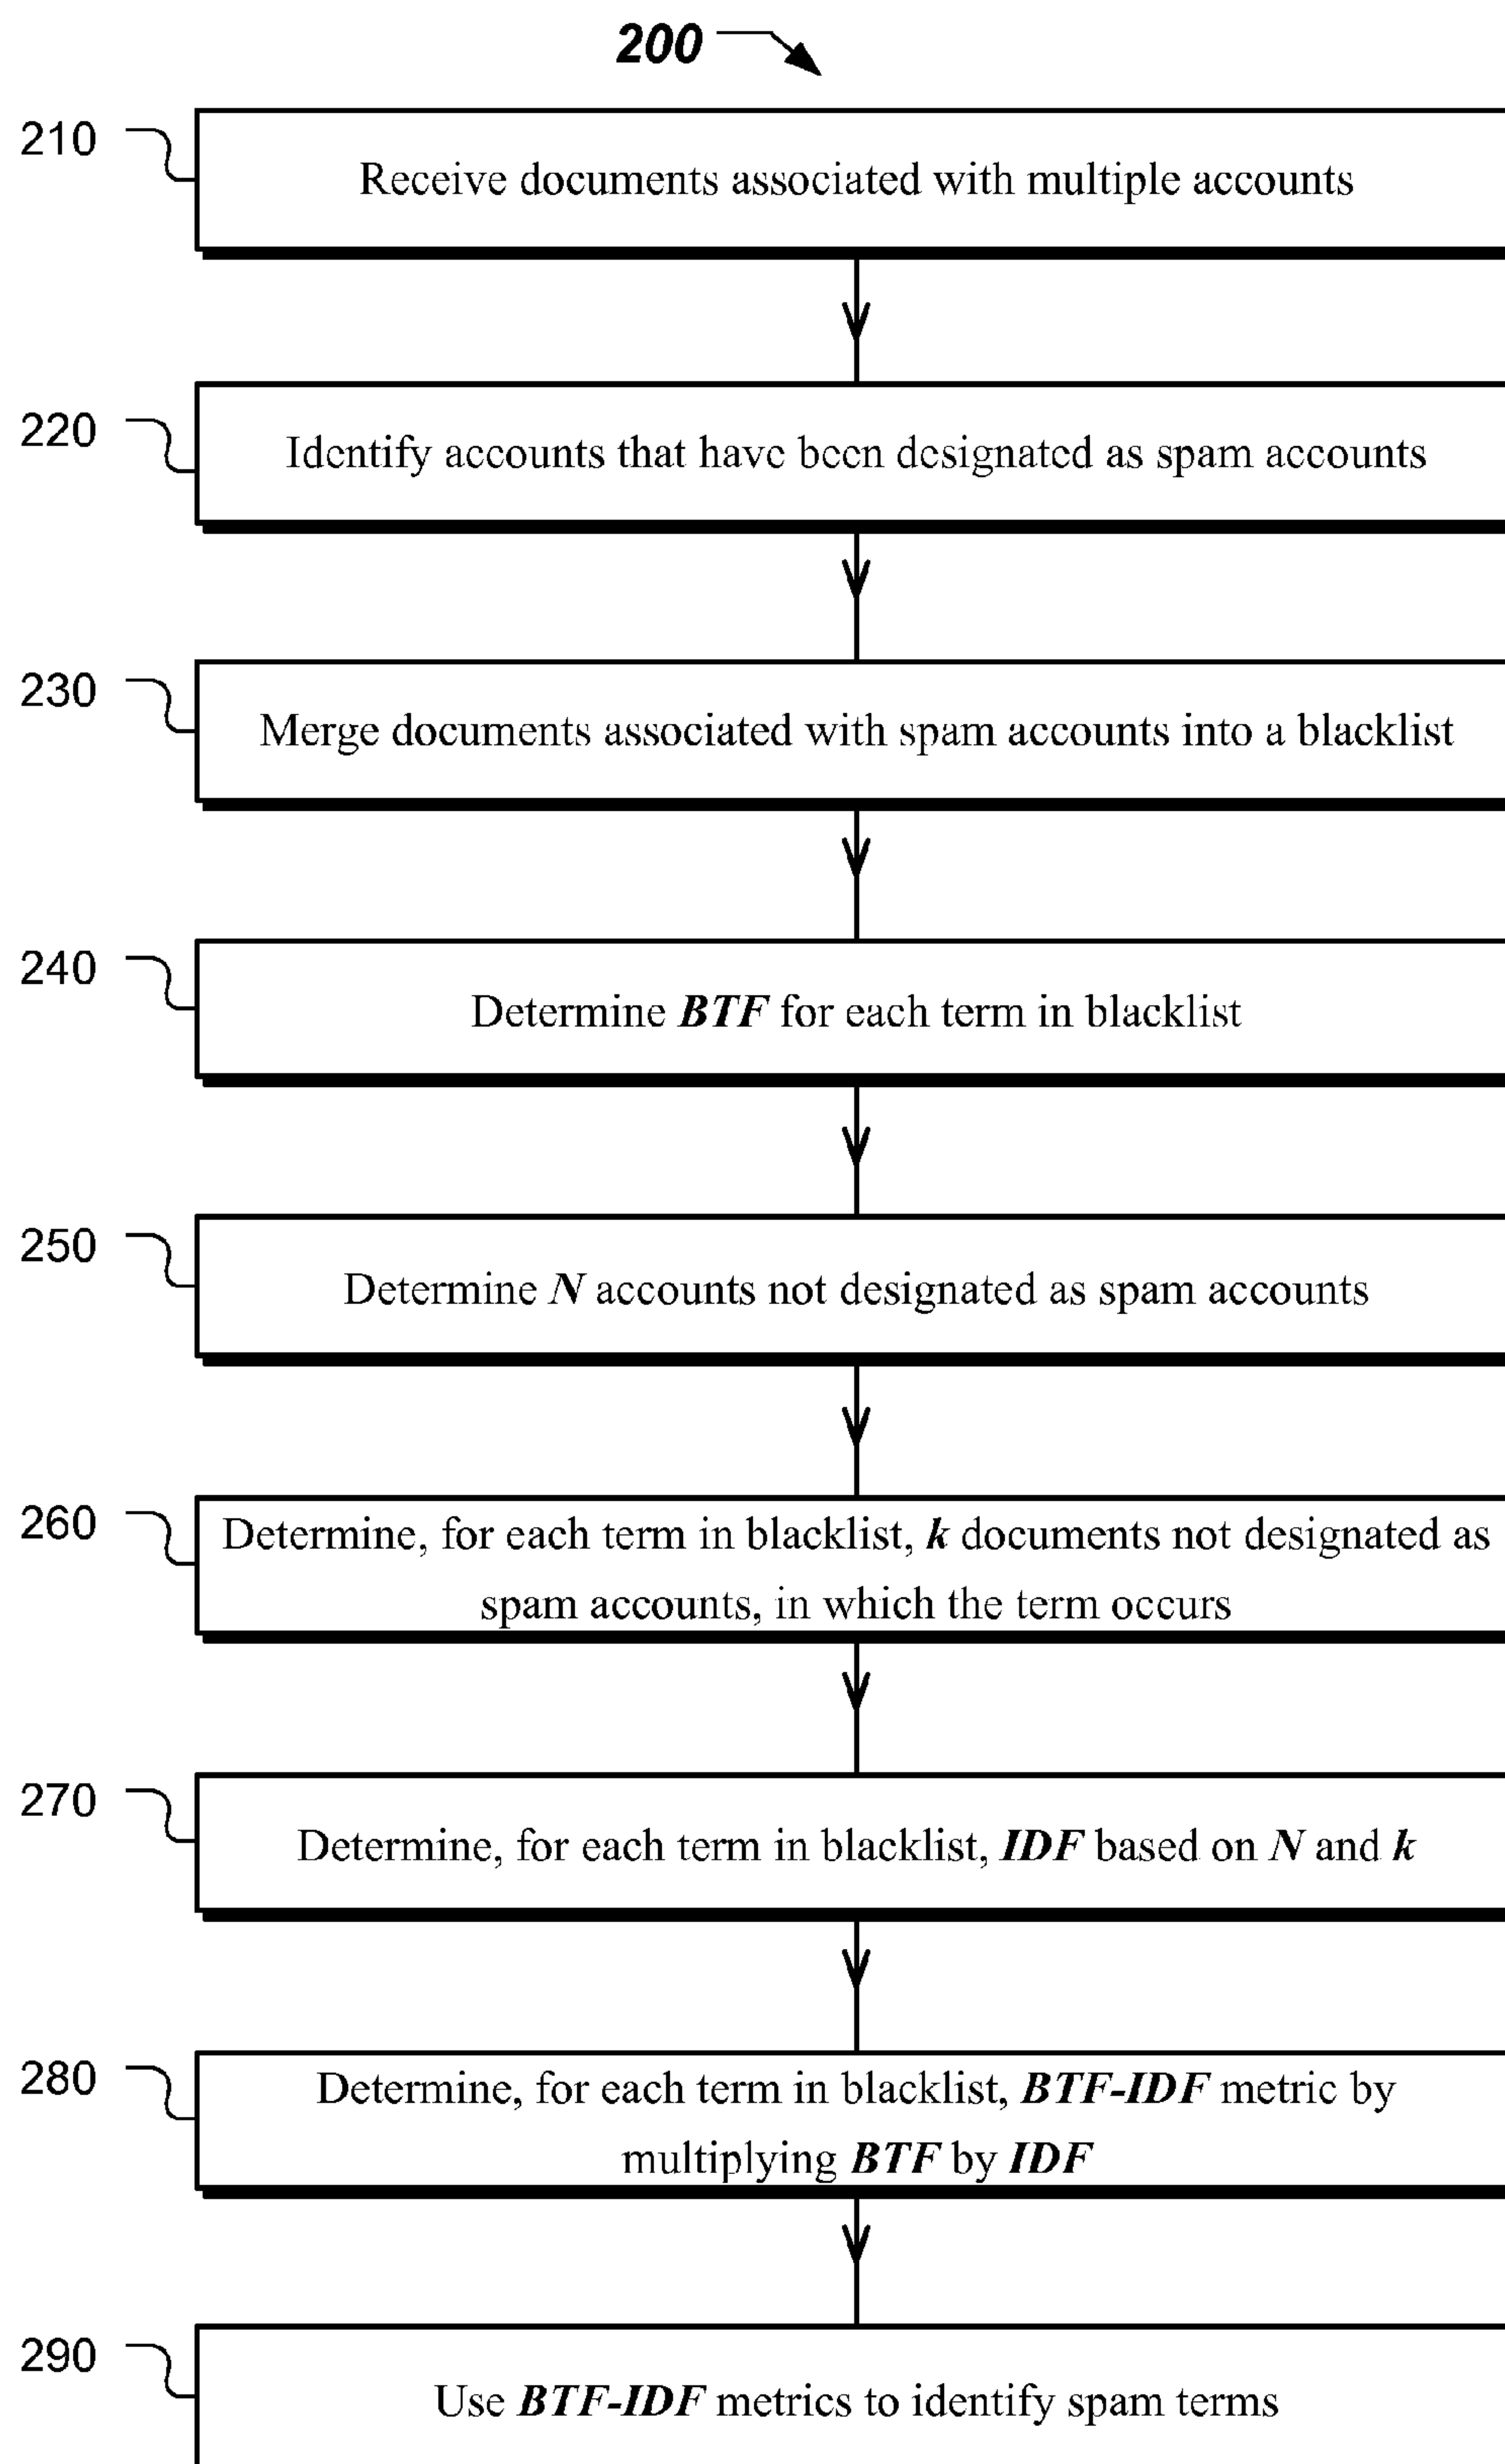 200
210
Receive documents associated with multiple accounts
220
Identify accounts that have been designated as spam accounts
230
Merge documents associated with spam accounts into a blacklist
240
Determine BTF for each term in blacklist
250
Determine N accounts not designated as spam accounts
260
Determine, for each term in blacklist, k documents not designated as
spam accounts, in which the term occurs
270
Determine, for each term in blacklist, IDF based on N and k
280
Determine, for each term in blacklist, BTF-IDF metric by
multiplying BTF by IDF
290
Use BTF-IDF metrics to identify spam terms